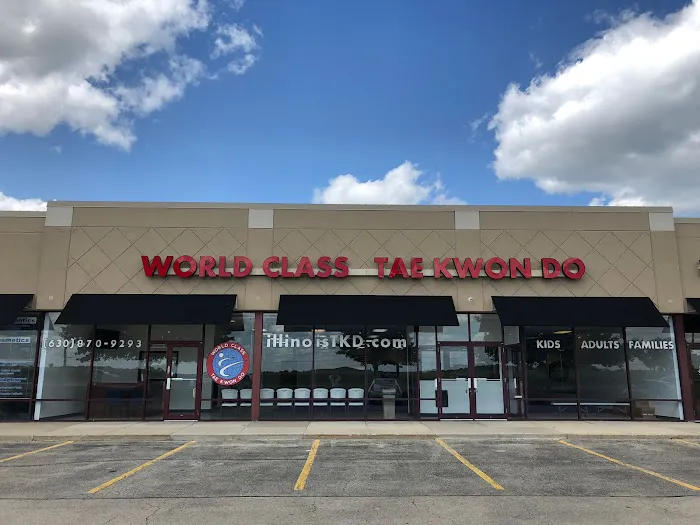 WORLD CLASS TAE KWON DO
(630)870-9293
WORLD CLASS
TAE KWON DO
illinoisTKD.com
KIDS
ADULTS
FAMILIES